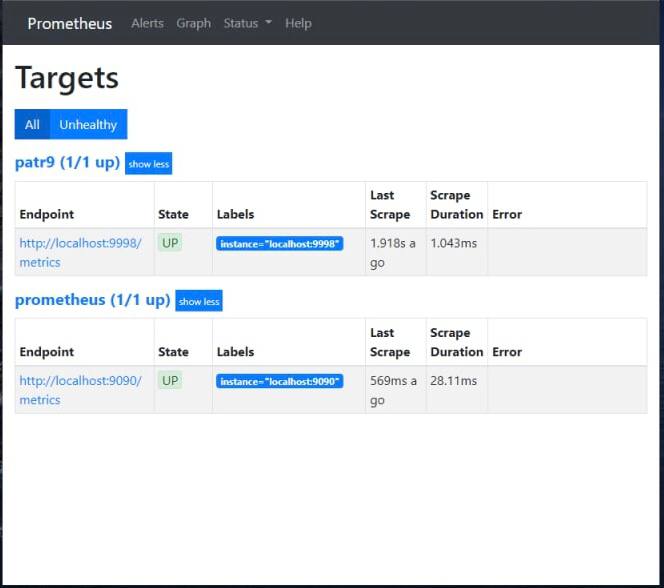 Prometheus Alerts Graph Status Help
Targets
All Unhealthy
patr9 (1/1 up) show less
Endpoint State Labels Last Scrape Scrape Duration Error
http://localhost:9998/metrics UP instance="localhost:9998" 1.918s ago 1.043ms
prometheus (1/1 up) show less
Endpoint State Labels Last Scrape Scrape Duration Error
http://localhost:9090/metrics UP instance="localhost:9090" 569ms ago 28.11ms